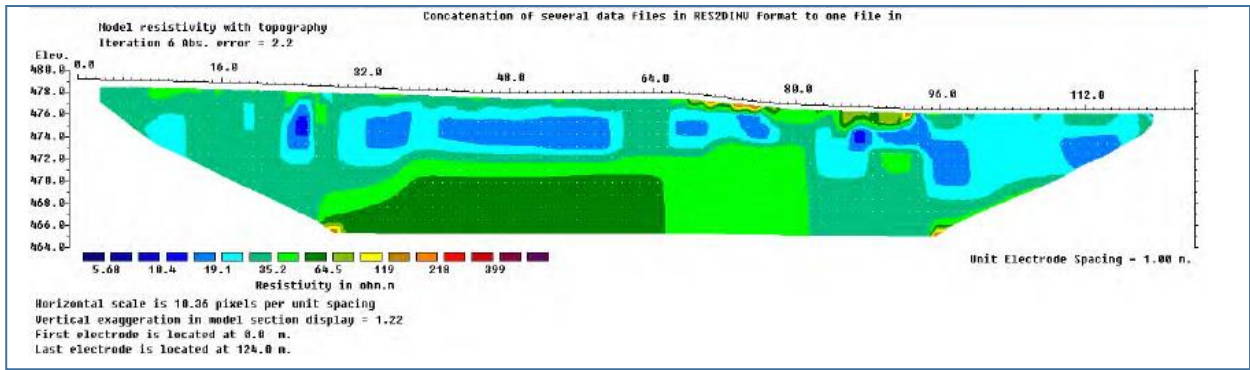 Concatenation of several data files in RES2DINV format to one file in
Model resistivity with topography
Iteration 6 Abs. error = 2.2
Elev.
0.0 16.0 32.0 48.0 64.0 80.0 96.0 112.0
480.0
478.0
476.0
474.0
472.0
470.0
468.0
466.0
464.0
5.68 10.4 19.1 35.2 64.5 119 218 399
Resistivity in ohm.m
Unit Electrode Spacing = 1.00 m.
Horizontal scale is 10.36 pixels per unit spacing
Vertical exaggeration in model section display = 1.22
First electrode is located at 0.0 m.
Last electrode is located at 124.0 m.